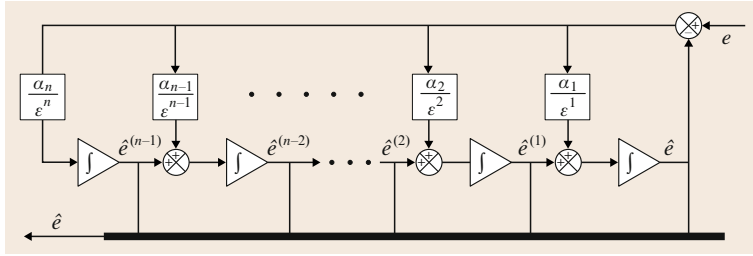 e
α_n / ε^n
α_{n–1} / ε^{n–1}
α_2 / ε^2
α_1 / ε^1
∫
ê^{(n–1)}
∫
ê^{(n–2)}
ê^{(2)}
∫
ê^{(1)}
∫
ê
ê